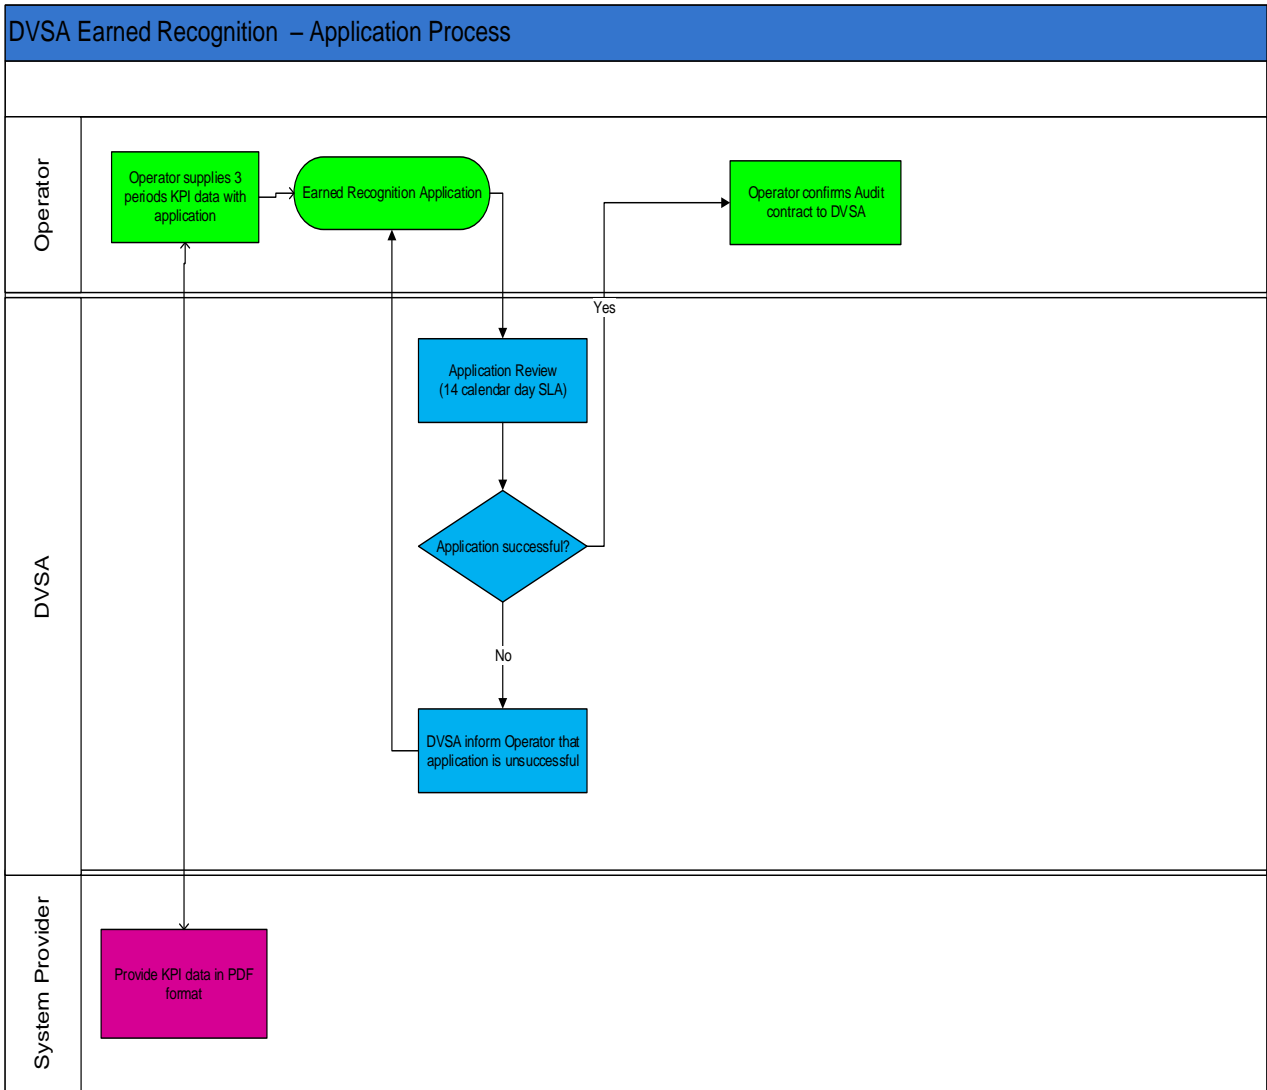 DVSA Earned Recognition – Application Process
Operator
Operator supplies 3
periods KPI data with
application
Earned Recognition Application
Operator confirms Audit
contract to DVSA
Yes
DVSA
Application Review
(14 calendar day SLA)
Application successful?
No
DVSA inform Operator that
application is unsuccessful
System Provider
Provide KPI data in PDF
format